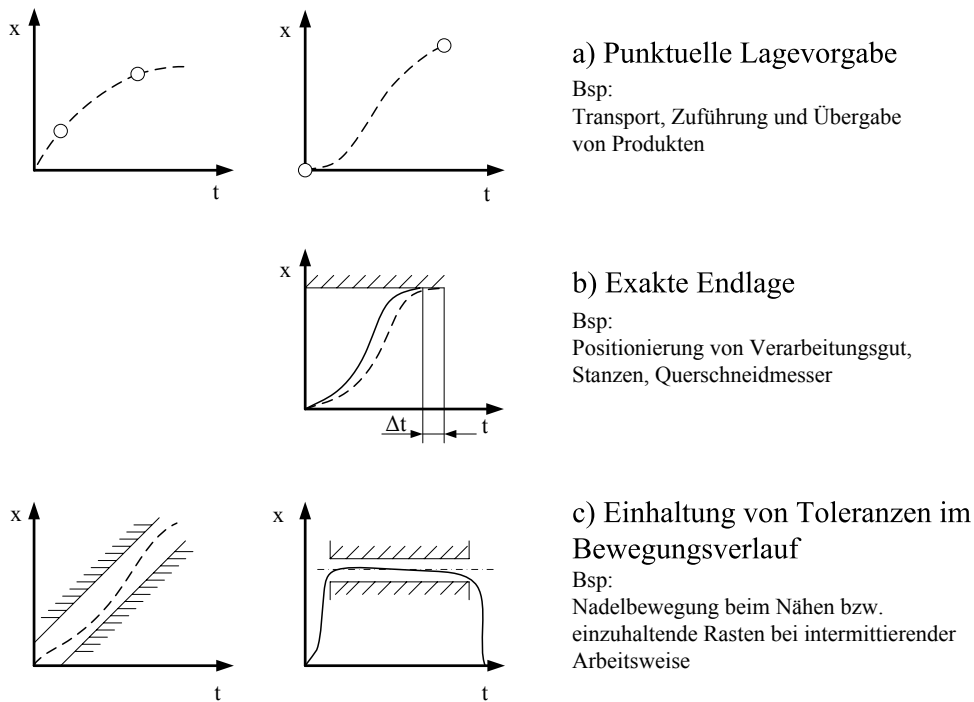 x
t
x
t
a) Punktuelle Lagevorgabe
Bsp:
Transport, Zuführung und Übergabe
von Produkten
x
Δt
t
b) Exakte Endlage
Bsp:
Positionierung von Verarbeitungsgut,
Stanzen, Querschneidmesser
x
t
x
t
c) Einhaltung von Toleranzen im
Bewegungsverlauf
Bsp:
Nadelbewegung beim Nähen bzw.
einzuhaltende Rasten bei intermittierender
Arbeitsweise